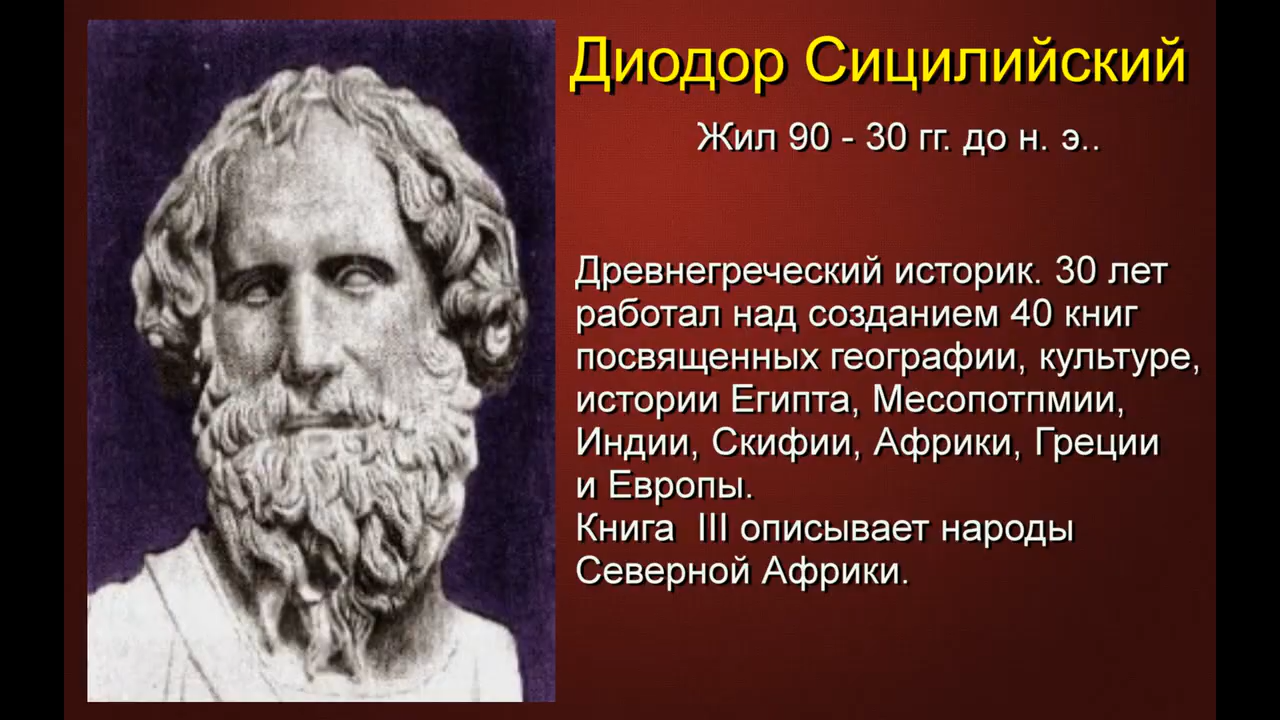 Диодор Сицилийский
Жил 90 - 30 гг. до н. э..
Древнегреческий историк. 30 лет
работал над созданием 40 книг
посвященных географии, культуре,
истории Египта, Месопотпмии,
Индии, Скифии, Африки, Греции
и Европы.
Книга  III описывает народы
Северной Африки.